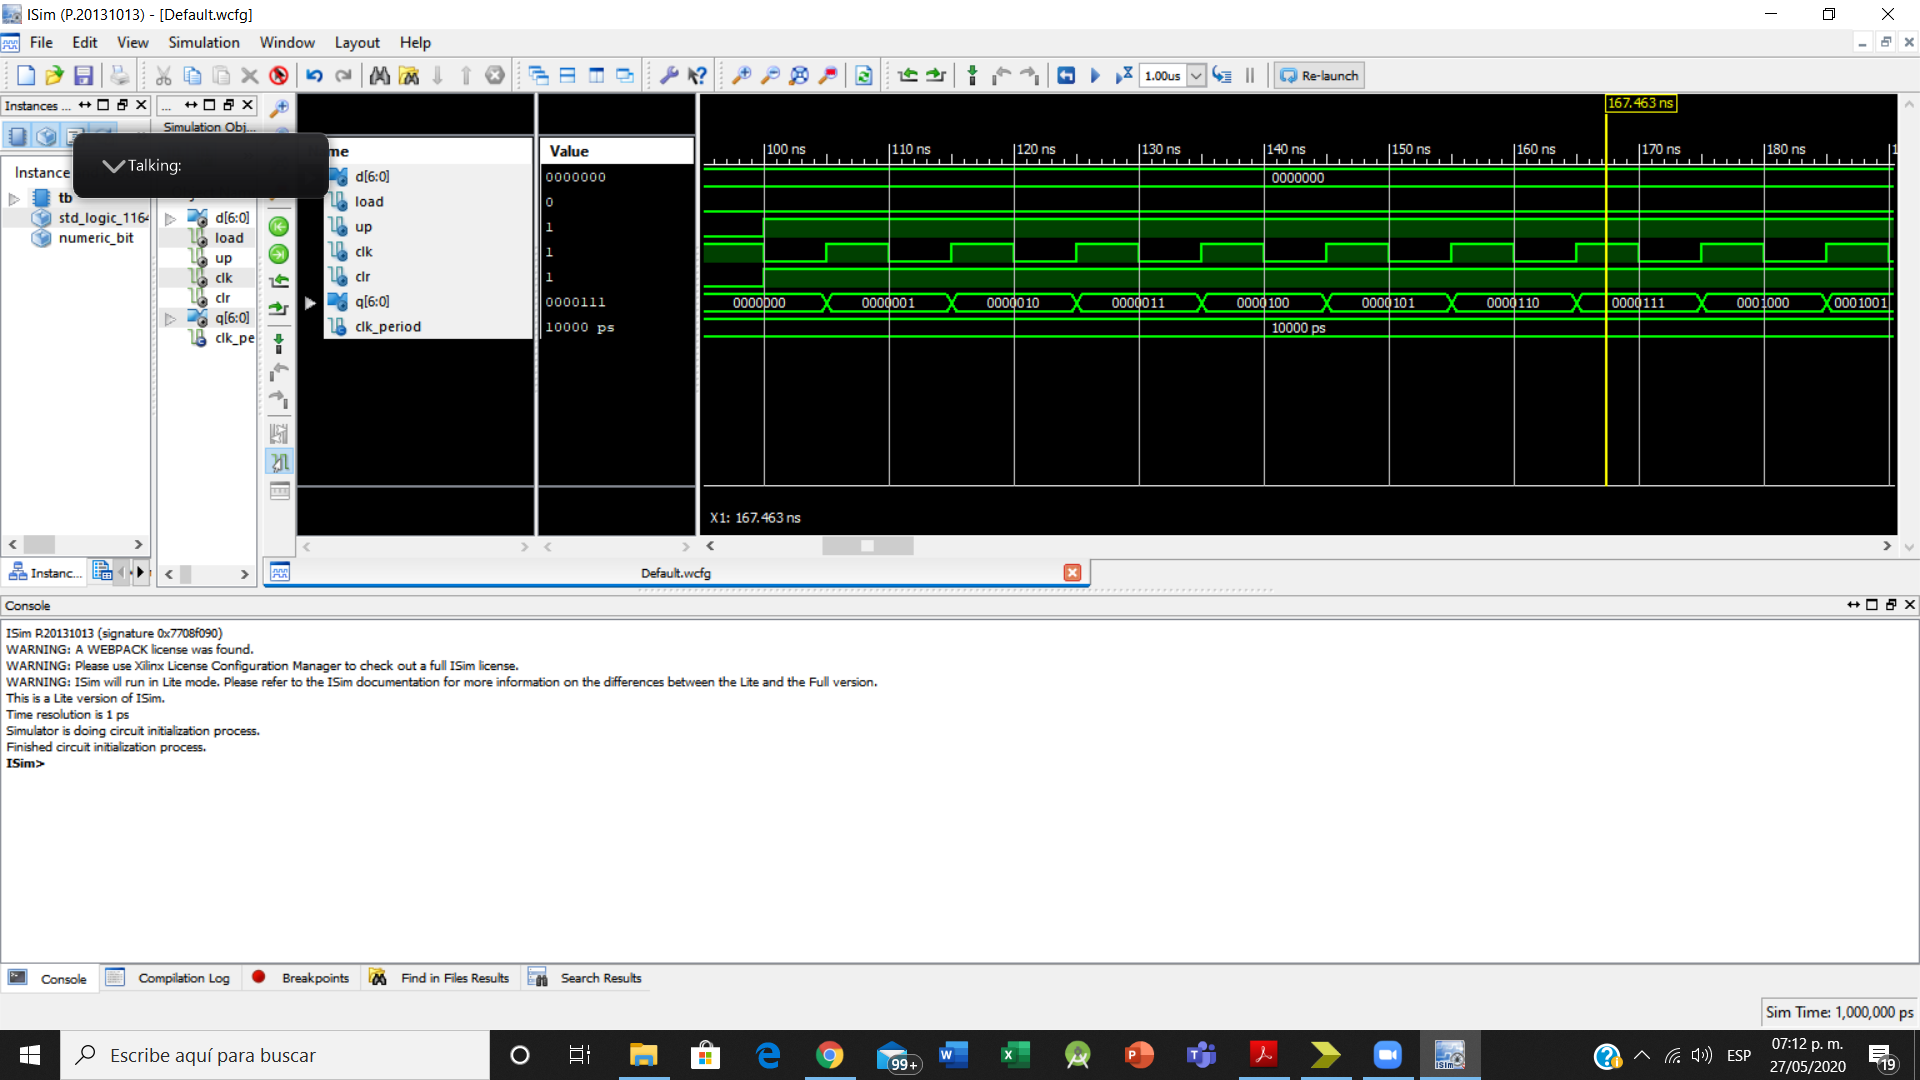 ISim (P.20131013) - [Default.wcfg]
File Edit View Simulation Window Layout Help
1.00us Re-launch
Instances ... ... 
Simulation Obj...
Talking:
Instance
tb
std_logic_1164
numeric_bit
d[6:0]
load
up
clk
clr
q[6:0]
clk_pe
me Value
d[6:0] 0000000
load 0
up 1
clk 1
clr 1
q[6:0] 0000111
clk_period 10000 ps
167.463 ns
100 ns 110 ns 120 ns 130 ns 140 ns 150 ns 160 ns 170 ns 180 ns 1
0000000
0000000 0000001 0000010 0000011 0000100 0000101 0000110 0000111 0001000 0001001
10000 ps
X1: 167.463 ns
Instanc...
Default.wcfg
Console
ISim P.20131013 (signature 0x7708f090)
WARNING: A WEBPACK license was found.
WARNING: Please use Xilinx License Configuration Manager to check out a full ISim license.
WARNING: ISim will run in Lite mode. Please refer to the ISim documentation for more information on the differences between the Lite and the Full version.
This is a Lite version of ISim.
Time resolution is 1 ps
Simulator is doing circuit initialization process.
Finished circuit initialization process.
ISim>
Console Compilation Log Breakpoints Find in Files Results Search Results
Sim Time: 1,000,000 ps
Escribe aquí para buscar
99+
ESP
07:12 p. m.
27/05/2020
19